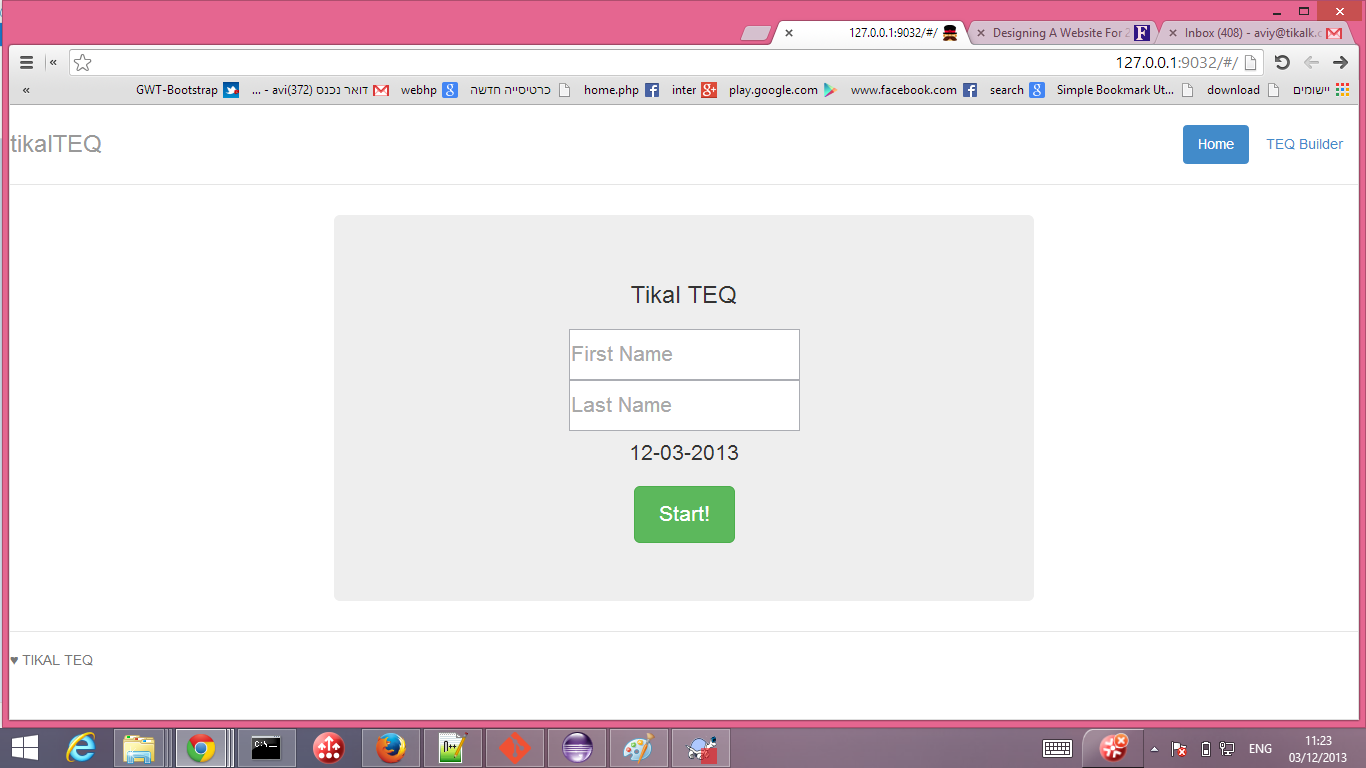 127.0.0.1:9032/#/
Designing A Website For 2
Inbox (408) - aviy@tikalk.c
«
127.0.0.1:9032/#/
«
GWT-Bootstrap
דואר נכנס (372) - avi ...
webhp
כרטיסייה חדשה
home.php
inter
play.google.com
www.facebook.com
search
Simple Bookmark Ut...
download
יישומים
tikalTEQ
Home
TEQ Builder
Tikal TEQ
First Name
Last Name
12-03-2013
Start!
♥ TIKAL TEQ
ENG
11:23
03/12/2013